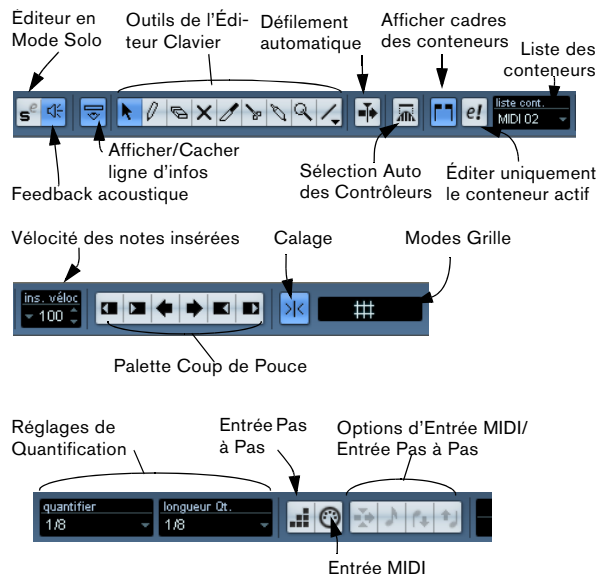 Éditeur en
Mode Solo
Outils de l'Édi-
teur Clavier
Défilement
automatique
Afficher cadres
des conteneurs
Liste des
conteneurs
se
e!
liste cont.
MIDI 02
Afficher/Cacher
ligne d'infos
Feedback acoustique
Sélection Auto
des Contrôleurs
Éditer uniquement
le conteneur actif
Vélocité des notes insérées
Calage
Modes Grille
ins. véloc
100
Palette Coup de Pouce
Réglages de
Quantification
Entrée Pas
à Pas
Options d'Entrée MIDI/
Entrée Pas à Pas
quantifier
1/8
longueur Qt.
1/8
Entrée MIDI